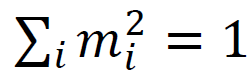 ∑ᵢ mᵢ² = 1